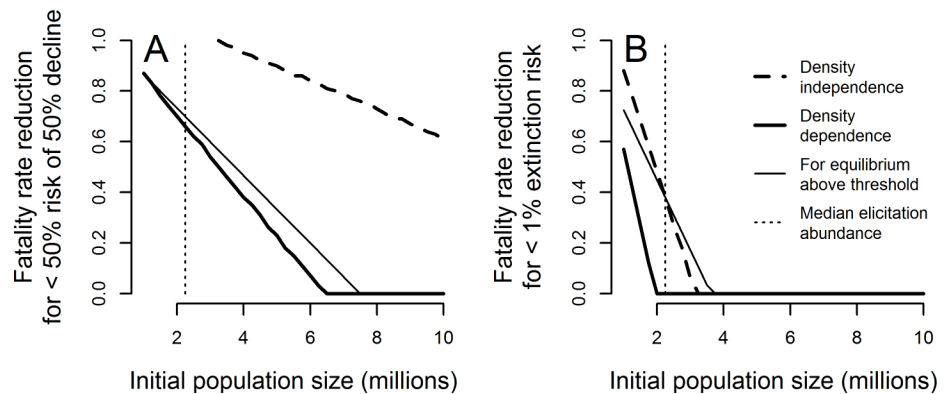 A
Fatality rate reduction
for < 50% risk of 50% decline
1.0
0.8
0.6
0.4
0.2
0.0
2 4 6 8 10
Initial population size (millions)
B
Fatality rate reduction
for < 1% extinction risk
1.0
0.8
0.6
0.4
0.2
0.0
2 4 6 8 10
Initial population size (millions)
Density
independence
Density
dependence
For equilibrium
above threshold
Median elicitation
abundance